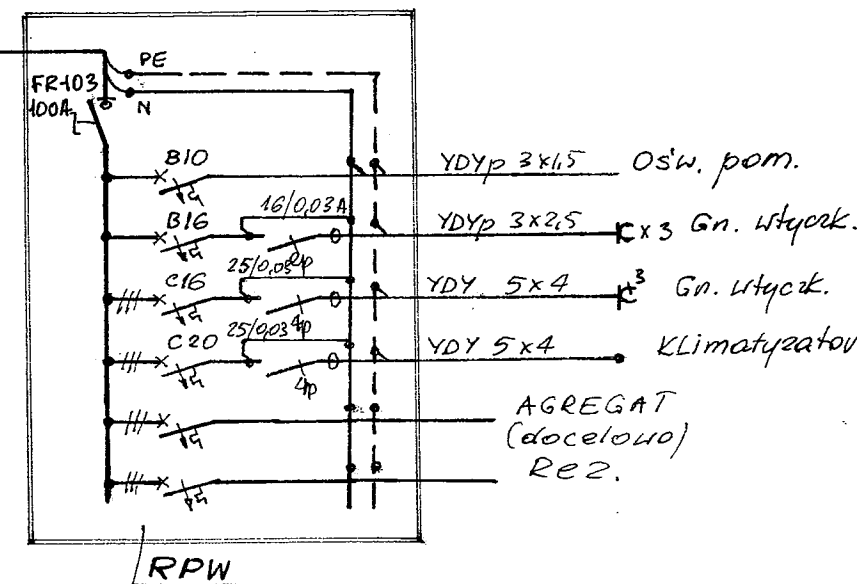 PE
FR-103
100A
N
B10
YDYp 3x1,5
Ośw. pom.
B16
16/0,03A
2p
YDYp 3x2,5
x3 Gn. wtyczk.
C16
25/0,03
4p
YDY 5x4
3 Gn. wtyczk.
C20
25/0,03
4p
YDY 5x4
Klimatyzator
AGREGAT
(docelowo)
Rez.
RPW